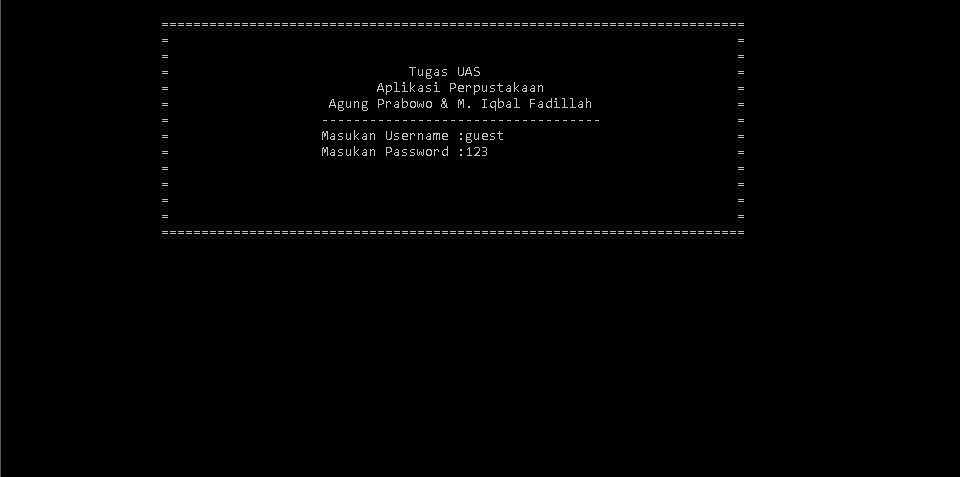 =========================================================================
= =
= =
= Tugas UAS =
= Aplikasi Perpustakaan =
= Agung Prabowo & M. Iqbal Fadillah =
= ----------------------------------- =
= Masukan Username :guest =
= Masukan Password :123 =
= =
= =
= =
= =
=========================================================================